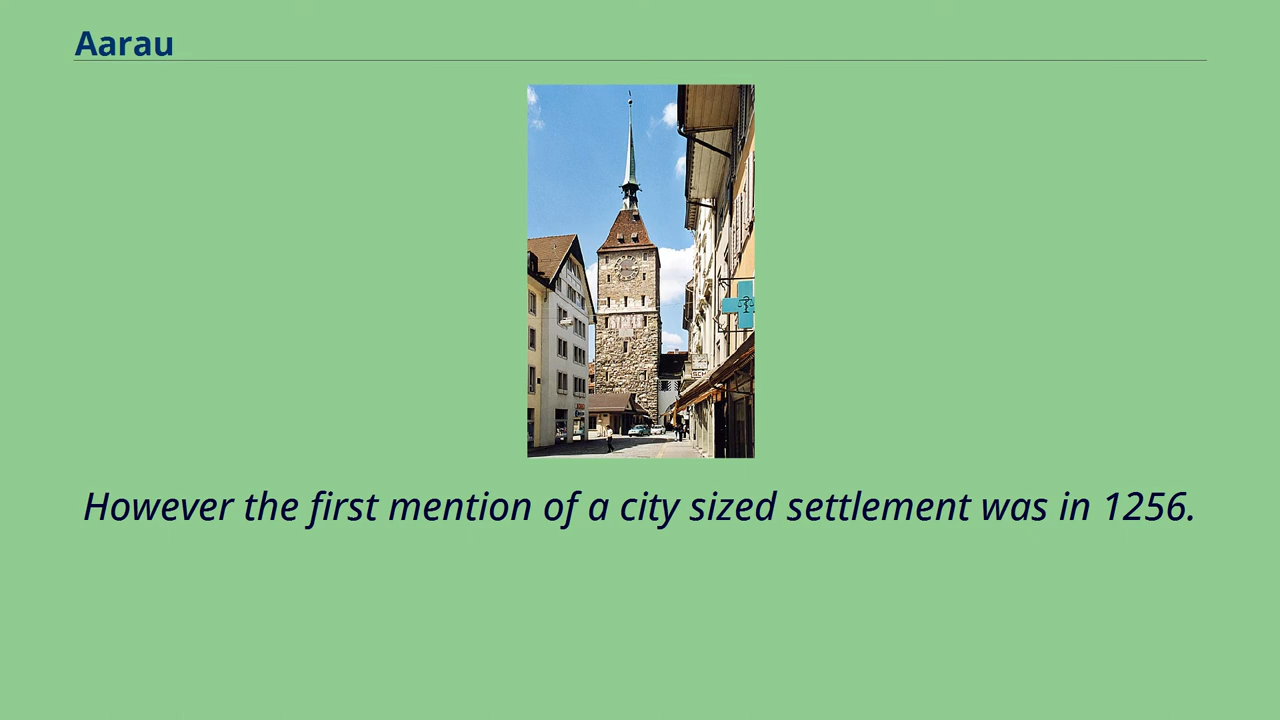 Aarau
However the first mention of a city sized settlement was in 1256.